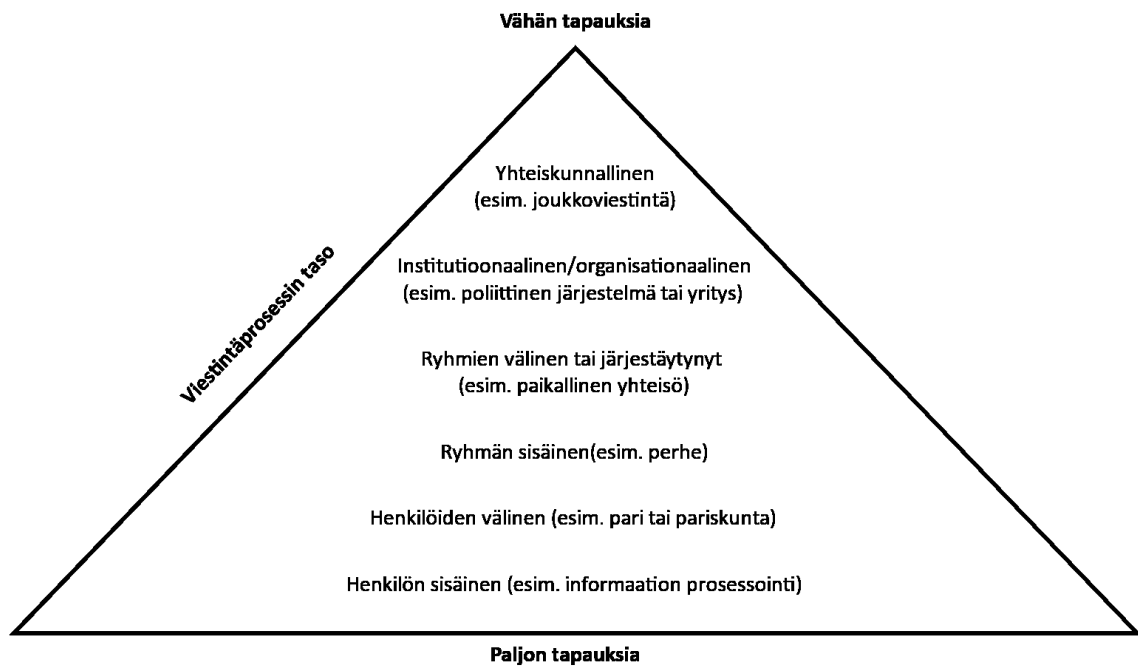 Vähän tapauksia
Yhteiskunnallinen
(esim. joukkoviestintä)
Viestintäprosessin taso
Institutioonaalinen/organisationaalinen
(esim. poliittinen järjestelmä tai yritys)
Ryhmien välinen tai järjestäytynyt
(esim. paikallinen yhteisö)
Ryhmän sisäinen(esim. perhe)
Henkilöiden välinen (esim. pari tai pariskunta)
Henkilön sisäinen (esim. informaation prosessointi)
Paljon tapauksia